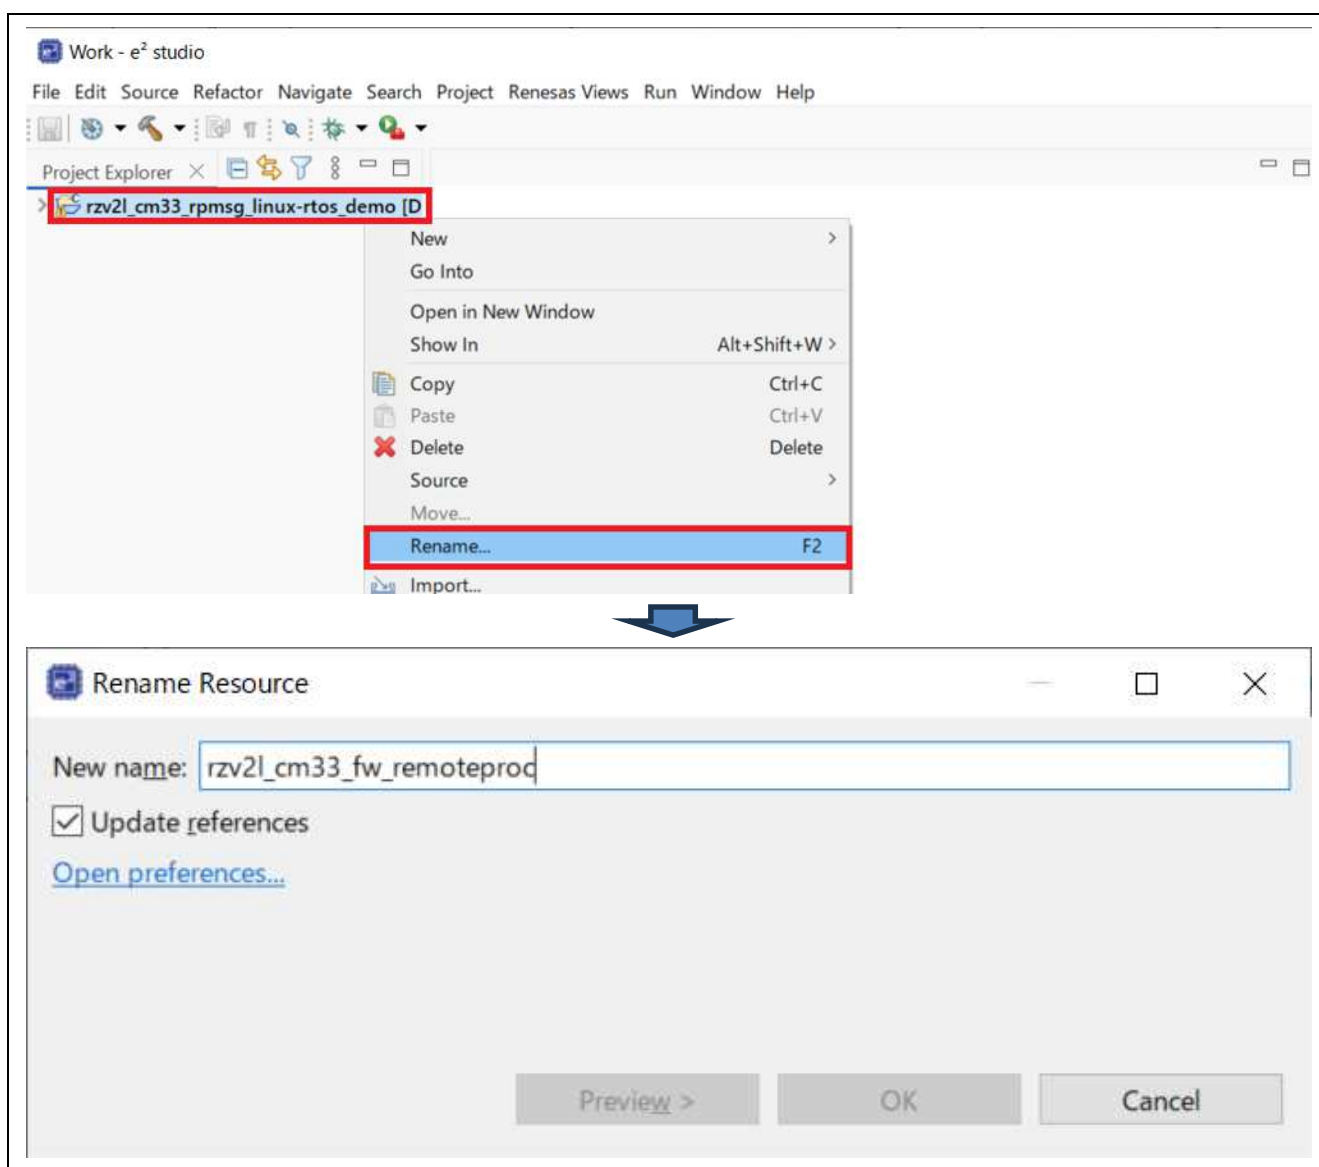 Work - e² studio
File Edit Source Refactor Navigate Search Project Renesas Views Run Window Help
Project Explorer
rzv2l_cm33_rpmsg_linux-rtos_demo [D
New
Go Into
Open in New Window
Show In Alt+Shift+W
Copy Ctrl+C
Paste Ctrl+V
Delete Delete
Source
Move...
Rename... F2
Import...
Rename Resource
New name: rzv2l_cm33_fw_remoteproc
Update references
Open preferences...
Preview > OK Cancel